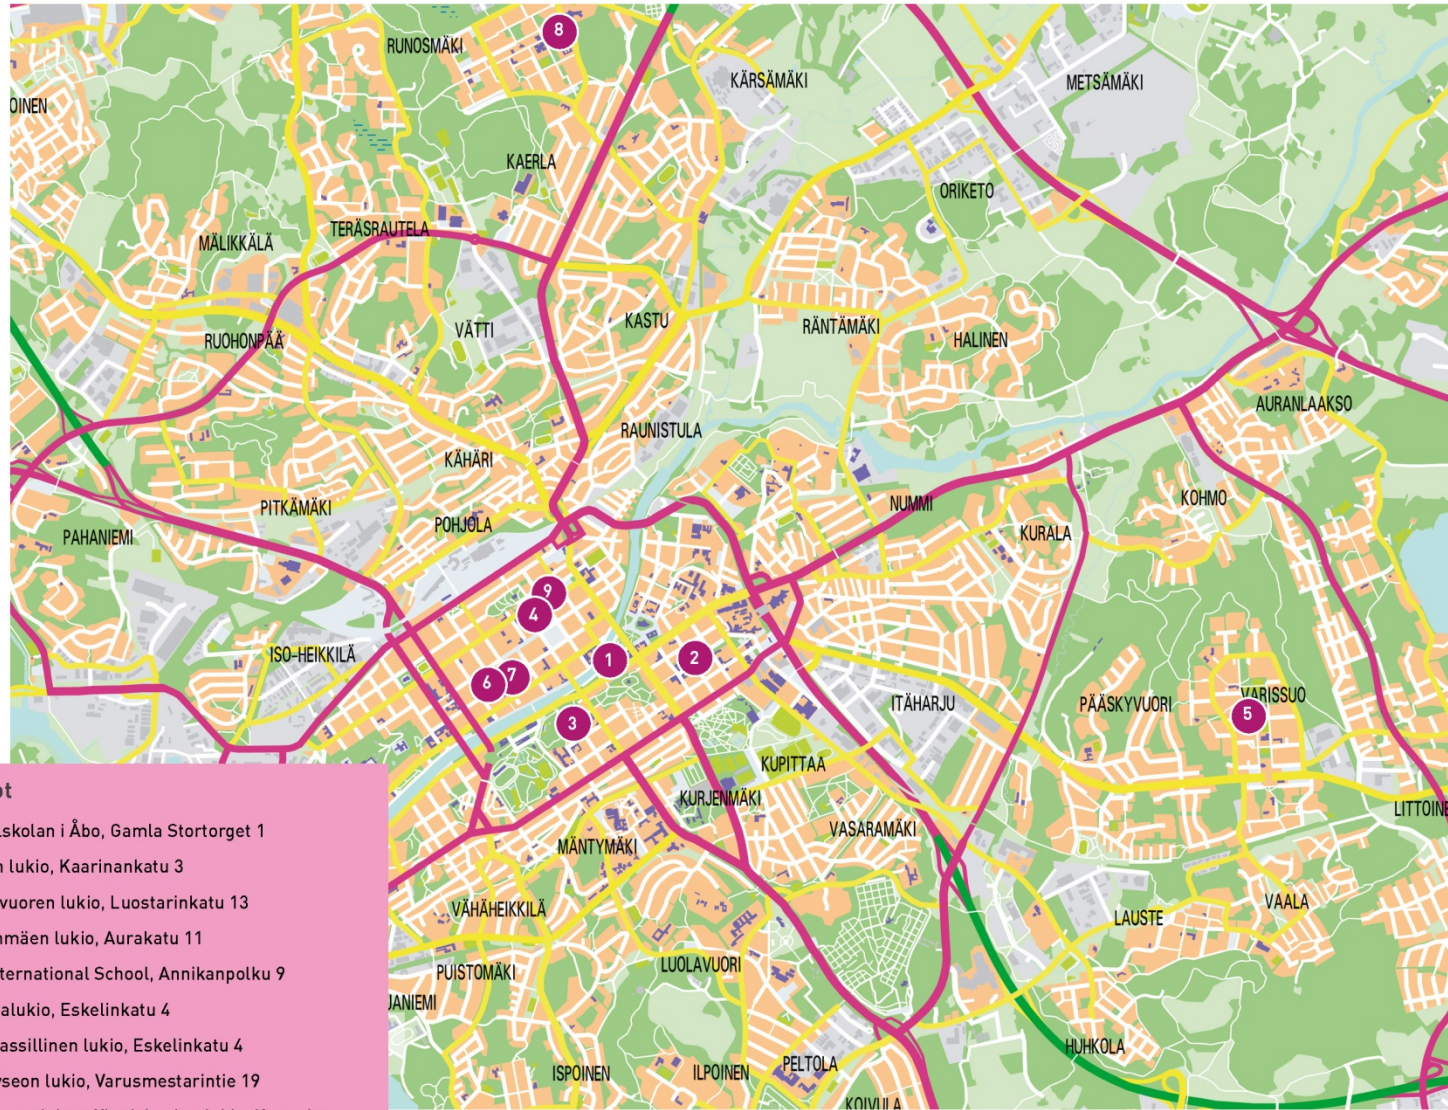 RUNOSMÄKI
8
KÄRSÄMÄKI
METSÄMÄKI
OINEN
KAERLA
ORIKETO
TERÄSRAUTELA
MÄLIKKÄLÄ
KASTU
RÄNTÄMÄKI
VÄTTI
RUOHONPÄÄ
HALINEN
AURANLAAKSO
RAUNISTULA
KÄHÄRI
KOHMO
NUMMI
PITKÄMÄKI
POHJOLA
KURALA
PAHANIEMI
9
4
ISO-HEIKKILÄ
1
2
7
6
VARISSUO
ITÄHARJU
PÄÄSKYVUORI
5
3
KUPITTAA
KURJENMÄKI
LITTOINE
VASARAMÄKI
MÄNTYMÄKI
VAALA
VÄHÄHEIKKILÄ
LAUSTE
LUOLAVUORI
PUISTOMÄKI
JANIEMI
HUHKOLA
PELTOLA
ISPOINEN
ILPOINEN
KOIVULA
ot
lskolan i Åbo, Gamla Stortorget 1
n lukio, Kaarinankatu 3
vuoren lukio, Luostarinkatu 13
nmäen lukio, Aurakatu 11
ternational School, Annikanpolku 9
alukio, Eskelinkatu 4
assillinen lukio, Eskelinkatu 4
seon lukio, Varusmestarintie 19